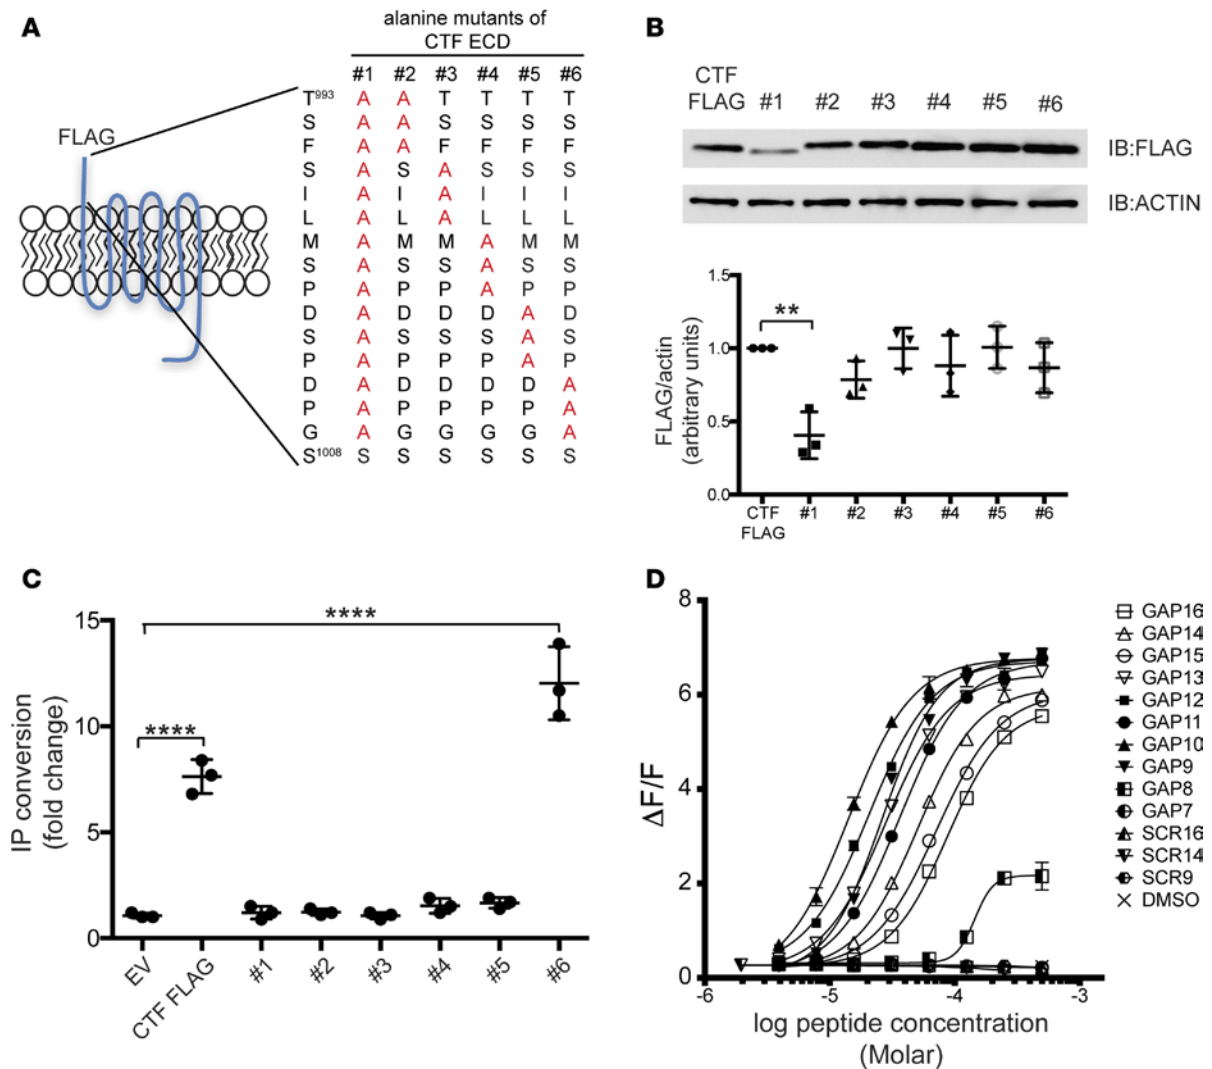 A
alanine mutants of
CTF ECD
#1 #2 #3 #4 #5 #6
T993 A A T T T T
S A A S S S S
F A A F F F F
S A S A S S S
I A I A I I I
L A L A L L L
M A M M A M M
S A S S A S S
P A P P A P P
D A D D D A D
S A S S S A S
P A P P P A P
D A D D D D A
P A P P P P A
G A G G G G A
S1008 S S S S S S
FLAG
B
CTF
FLAG #1 #2 #3 #4 #5 #6
IB:FLAG
IB:ACTIN
FLAG/actin
(arbitrary units)
1.5
1.0
0.5
0.0
**
CTF
FLAG
#1 #2 #3 #4 #5 #6
C
IP conversion
(fold change)
15
10
5
0
****
****
EV
CTF FLAG
#1
#2
#3
#4
#5
#6
D
ΔF/F
8
6
4
2
0
-6 -5 -4 -3
log peptide concentration
(Molar)
GAP16
GAP14
GAP15
GAP13
GAP12
GAP11
GAP10
GAP9
GAP8
GAP7
SCR16
SCR14
SCR9
DMSO